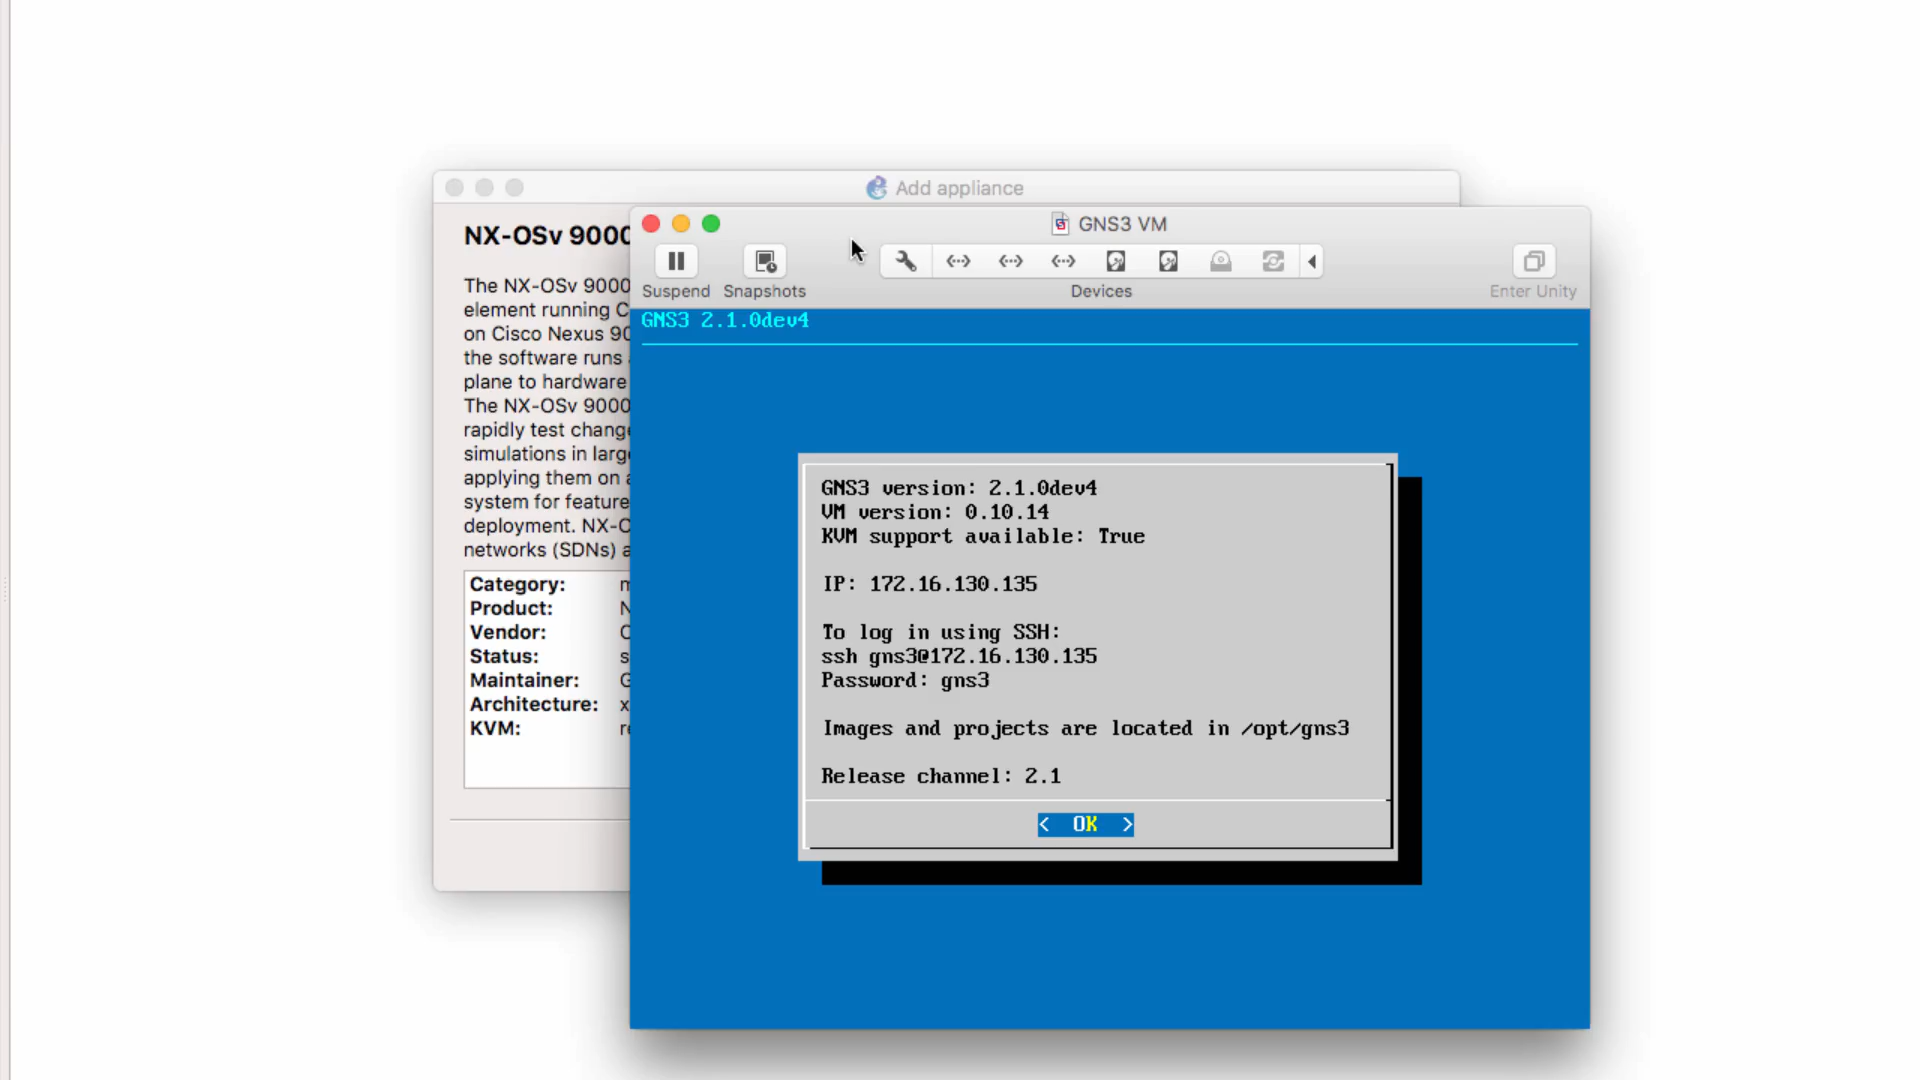 Add appliance
NX-OSv 900
The NX-OSv 9000
element running C
on Cisco Nexus 90
the software runs
plane to hardware
The NX-OSv 9000
rapidly test change
simulations in large
applying them on a
system for feature
deployment. NX-O
networks (SDNs) a
Category:
Product: N
Vendor: C
Status: s
Maintainer: G
Architecture: x
KVM: re
GNS3 VM
Suspend Snapshots Devices Enter Unity
GNS3 2.1.0dev4
GNS3 version: 2.1.0dev4
VM version: 0.10.14
KVM support available: True
IP: 172.16.130.135
To log in using SSH:
ssh gns3@172.16.130.135
Password: gns3
Images and projects are located in /opt/gns3
Release channel: 2.1
< OK >